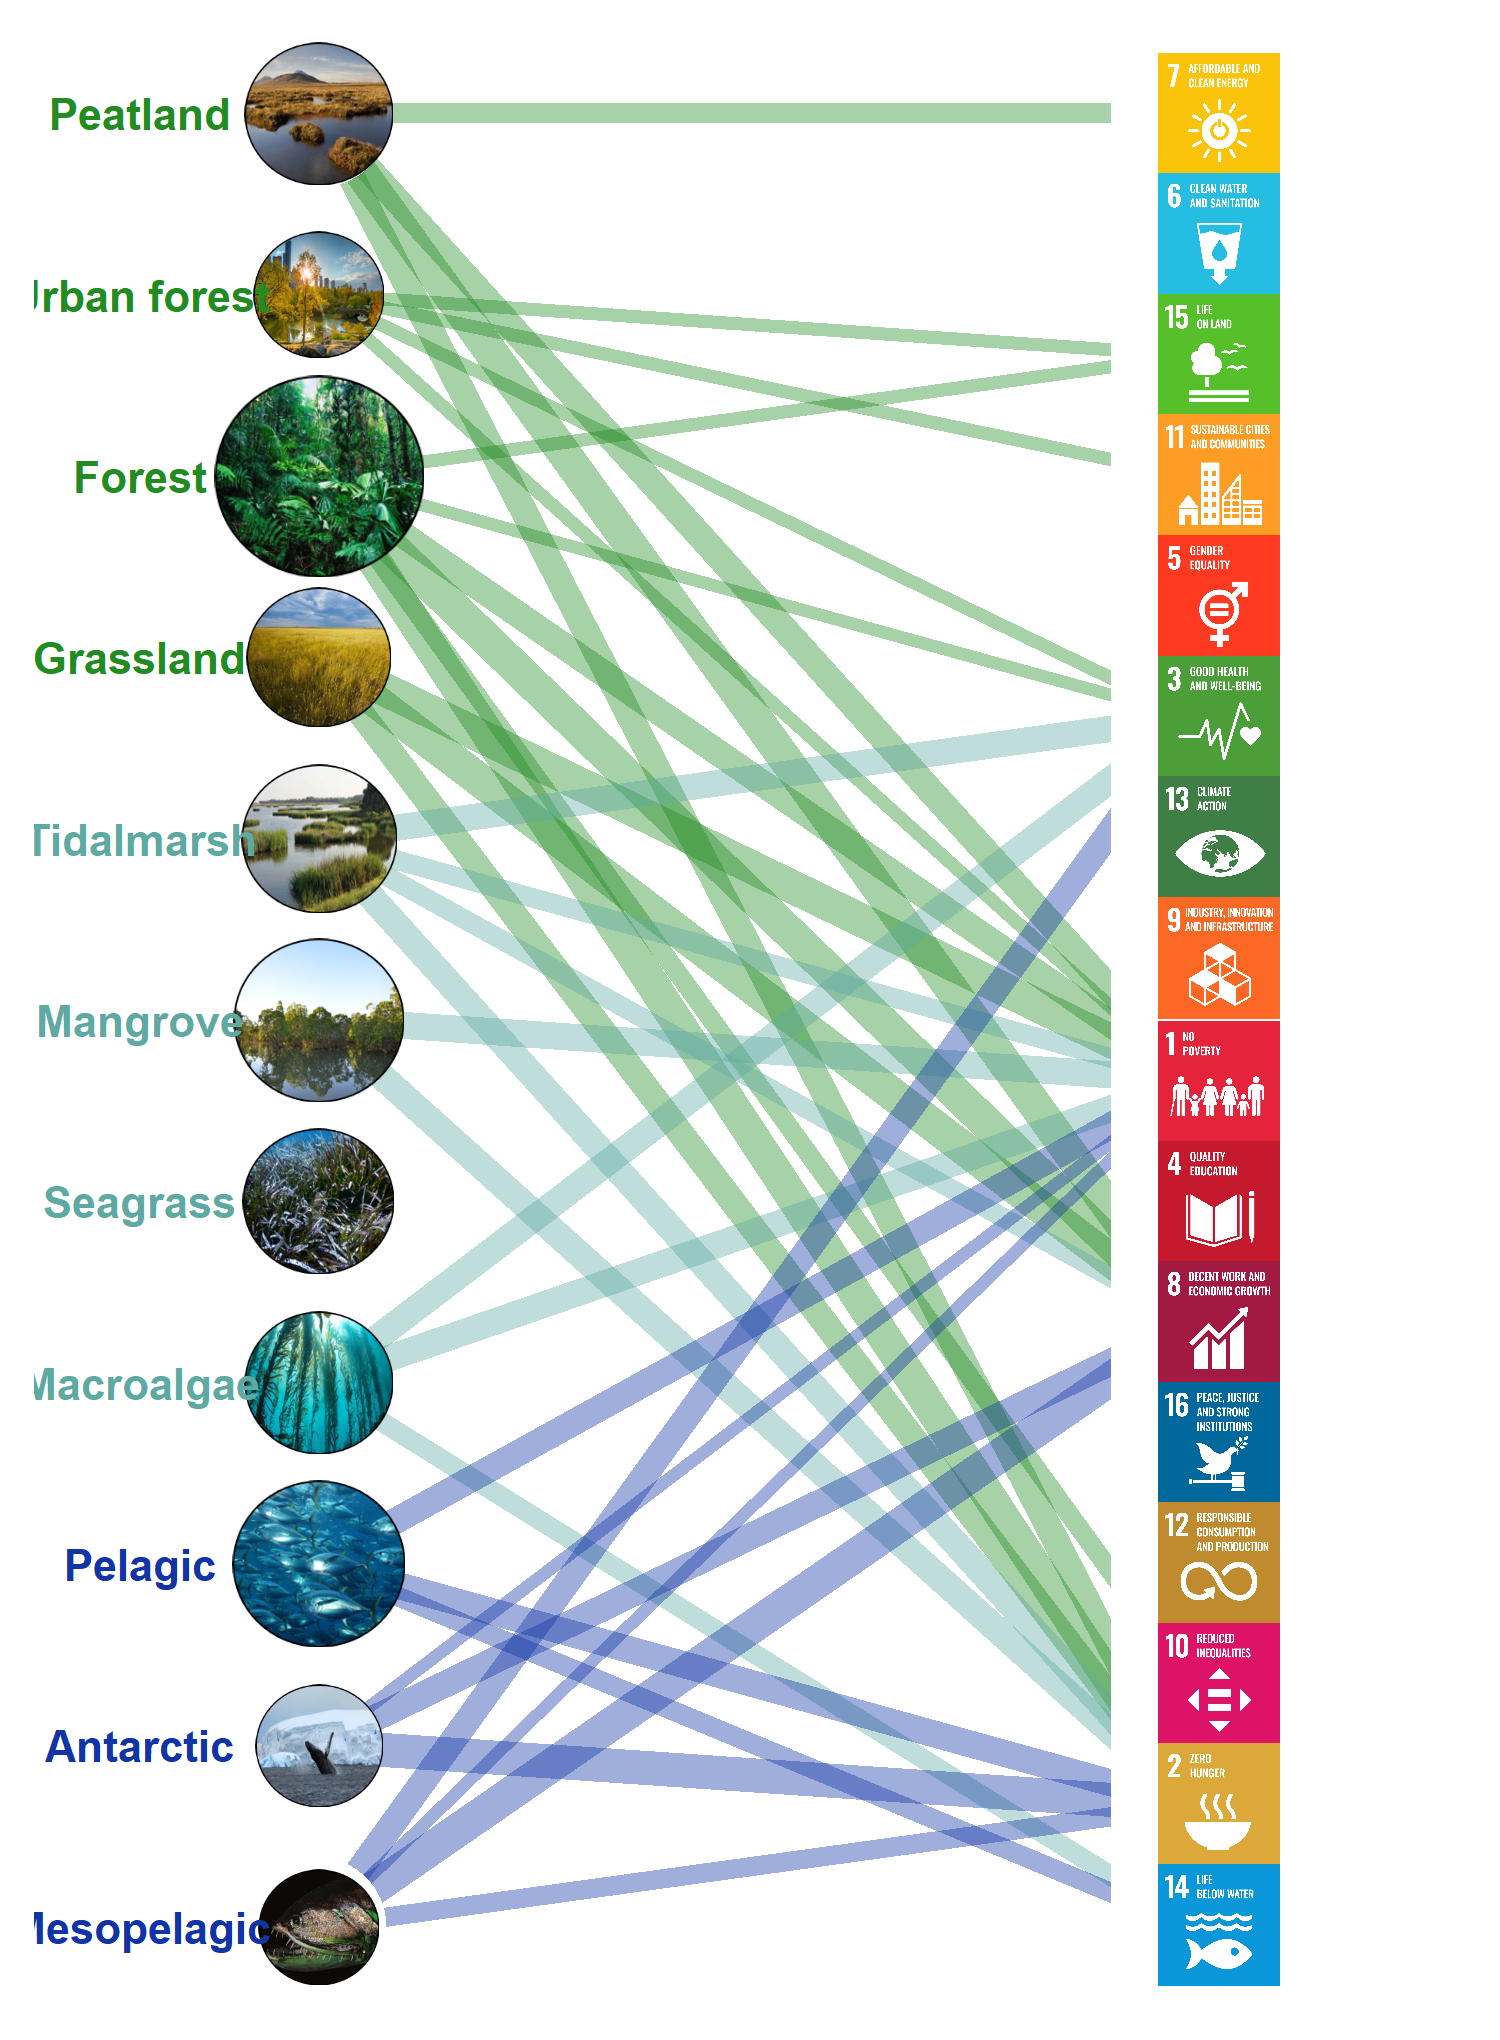 Peatland
Urban forest
Forest
Grassland
Tidalmarsh
Mangrove
Seagrass
Macroalgae
Pelagic
Antarctic
Mesopelagic
7 AFFORDABLE AND
CLEAN ENERGY
6 CLEAN WATER
AND SANITATION
15 LIFE
ON LAND
11 SUSTAINABLE CITIES
AND COMMUNITIES
5 GENDER
EQUALITY
3 GOOD HEALTH
AND WELL-BEING
13 CLIMATE
ACTION
9 INDUSTRY, INNOVATION
AND INFRASTRUCTURE
1 NO
POVERTY
4 QUALITY
EDUCATION
8 DECENT WORK AND
ECONOMIC GROWTH
16 PEACE, JUSTICE
AND STRONG
INSTITUTIONS
12 RESPONSIBLE
CONSUMPTION
AND PRODUCTION
10 REDUCED
INEQUALITIES
2 ZERO
HUNGER
14 LIFE
BELOW WATER